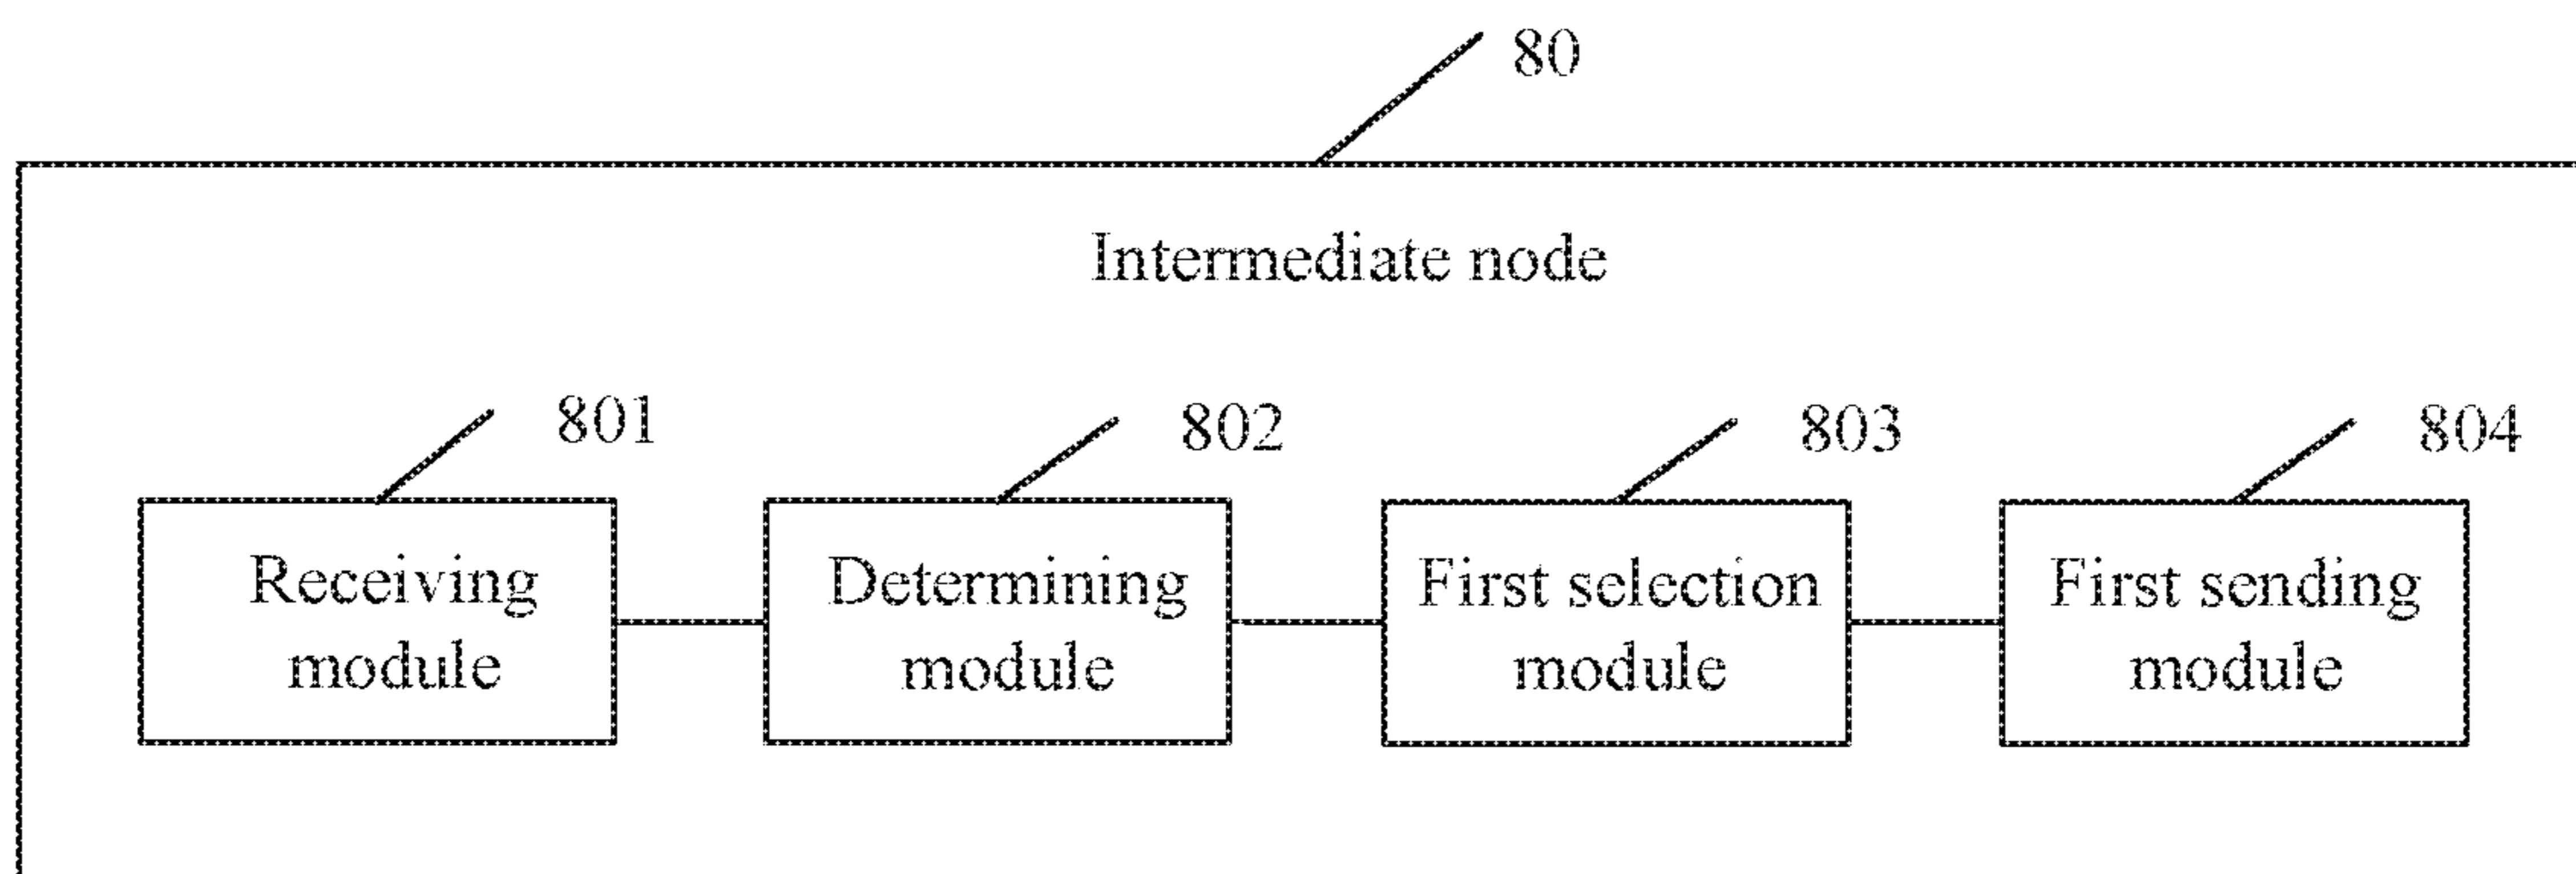 80
Intermediate node
801
802
803
804
Receiving
module
Determining
module
First selection
module
First sending
module